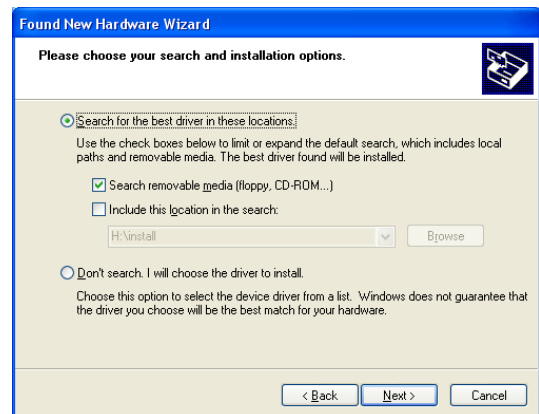 Found New Hardware Wizard
Please choose your search and installation options.
Search for the best driver in these locations.
Use the check boxes below to limit or expand the default search, which includes local
paths and removable media. The best driver found will be installed.
Search removable media (floppy, CD-ROM...)
Include this location in the search:
H:\install
Browse
Don't search. I will choose the driver to install.
Choose this option to select the device driver from a list. Windows does not guarantee that
the driver you choose will be the best match for your hardware.
< Back
Next >
Cancel